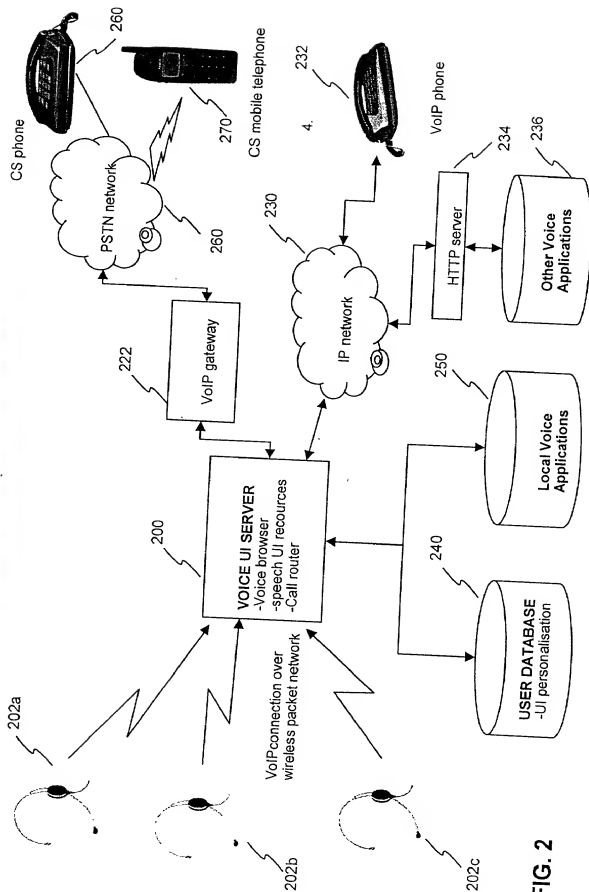 CS phone
260
PSTN network
260
270
CS mobile telephone
232
4.
VoIP phone
222
VoIP gateway
230
IP network
234
HTTP server
236
Other Voice
Applications
200
VOICE UI SERVER
-Voice browser
-speech UI recources
-Call router
250
Local Voice
Applications
240
USER DATABASE
-UI personalisation
VoIPconnection over
wireless packet network
202a
202b
202c
FIG. 2